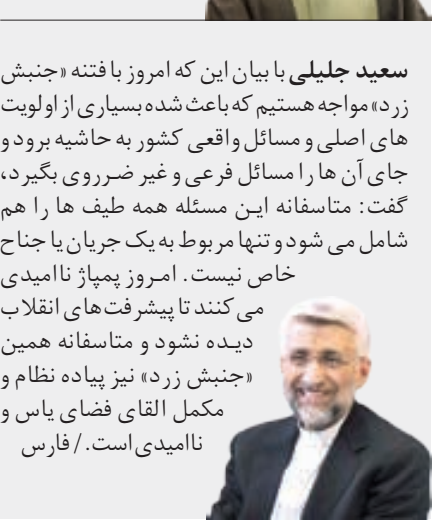 سعید جلیلی با بیان این که امروز با فتنه «جنبش
زرد» مواجه هستیم که باعث شده بسیاری از اولویت
های اصلی و مسائل واقعی کشور به حاشیه برود و
جای آن ها را مسائل فرعی و غیر ضرروی بگیرد،
گفت: متاسفانه این مسئله همه طیف ها را هم
شامل می شود و تنها مربوط به یک جریان یا جناح
خاص نیست. امروز پمپاژ ناامیدی
می کنند تا پیشرفت های انقلاب
دیده نشود و متاسفانه همین
«جنبش زرد» نیز پیاده نظام و
مکمل القای فضای یاس و
ناامیدی است. / فارس